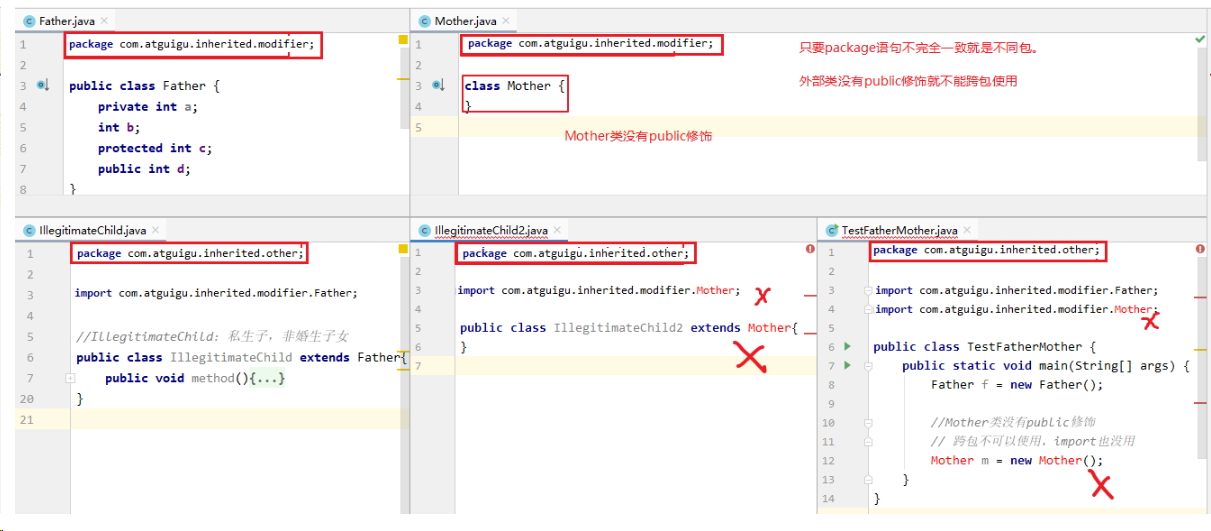 Father.java
1 package com.atguigu.inherited.modifier;
2
3 public class Father {
4 private int a;
5 int b;
6 protected int c;
7 public int d;
8 }
Mother.java
1 package com.atguigu.inherited.modifier;
2
3 class Mother {
4 }
5
只要package语句不完全一致就是不同包。
外部类没有public修饰就不能跨包使用
Mother类没有public修饰
IllegitimateChild.java
1 package com.atguigu.inherited.other;
2
3 import com.atguigu.inherited.modifier.Father;
4
5 //IllegitimateChild: 私生子，非婚生子女
6 public class IllegitimateChild extends Father{
7 public void method(){...}
20 }
21
IllegitimateChild2.java
1 package com.atguigu.inherited.other;
2
3 import com.atguigu.inherited.modifier.Mother;
4
5 public class IllegitimateChild2 extends Mother{
6 }
7
TestFatherMother.java
1 package com.atguigu.inherited.other;
2
3 import com.atguigu.inherited.modifier.Father;
4 import com.atguigu.inherited.modifier.Mother;
5
6 public class TestFatherMother {
7 public static void main(String[] args) {
8 Father f = new Father();
9
10 //Mother类没有public修饰
11 // 跨包不可以使用，import也没用
12 Mother m = new Mother();
13 }
14 }